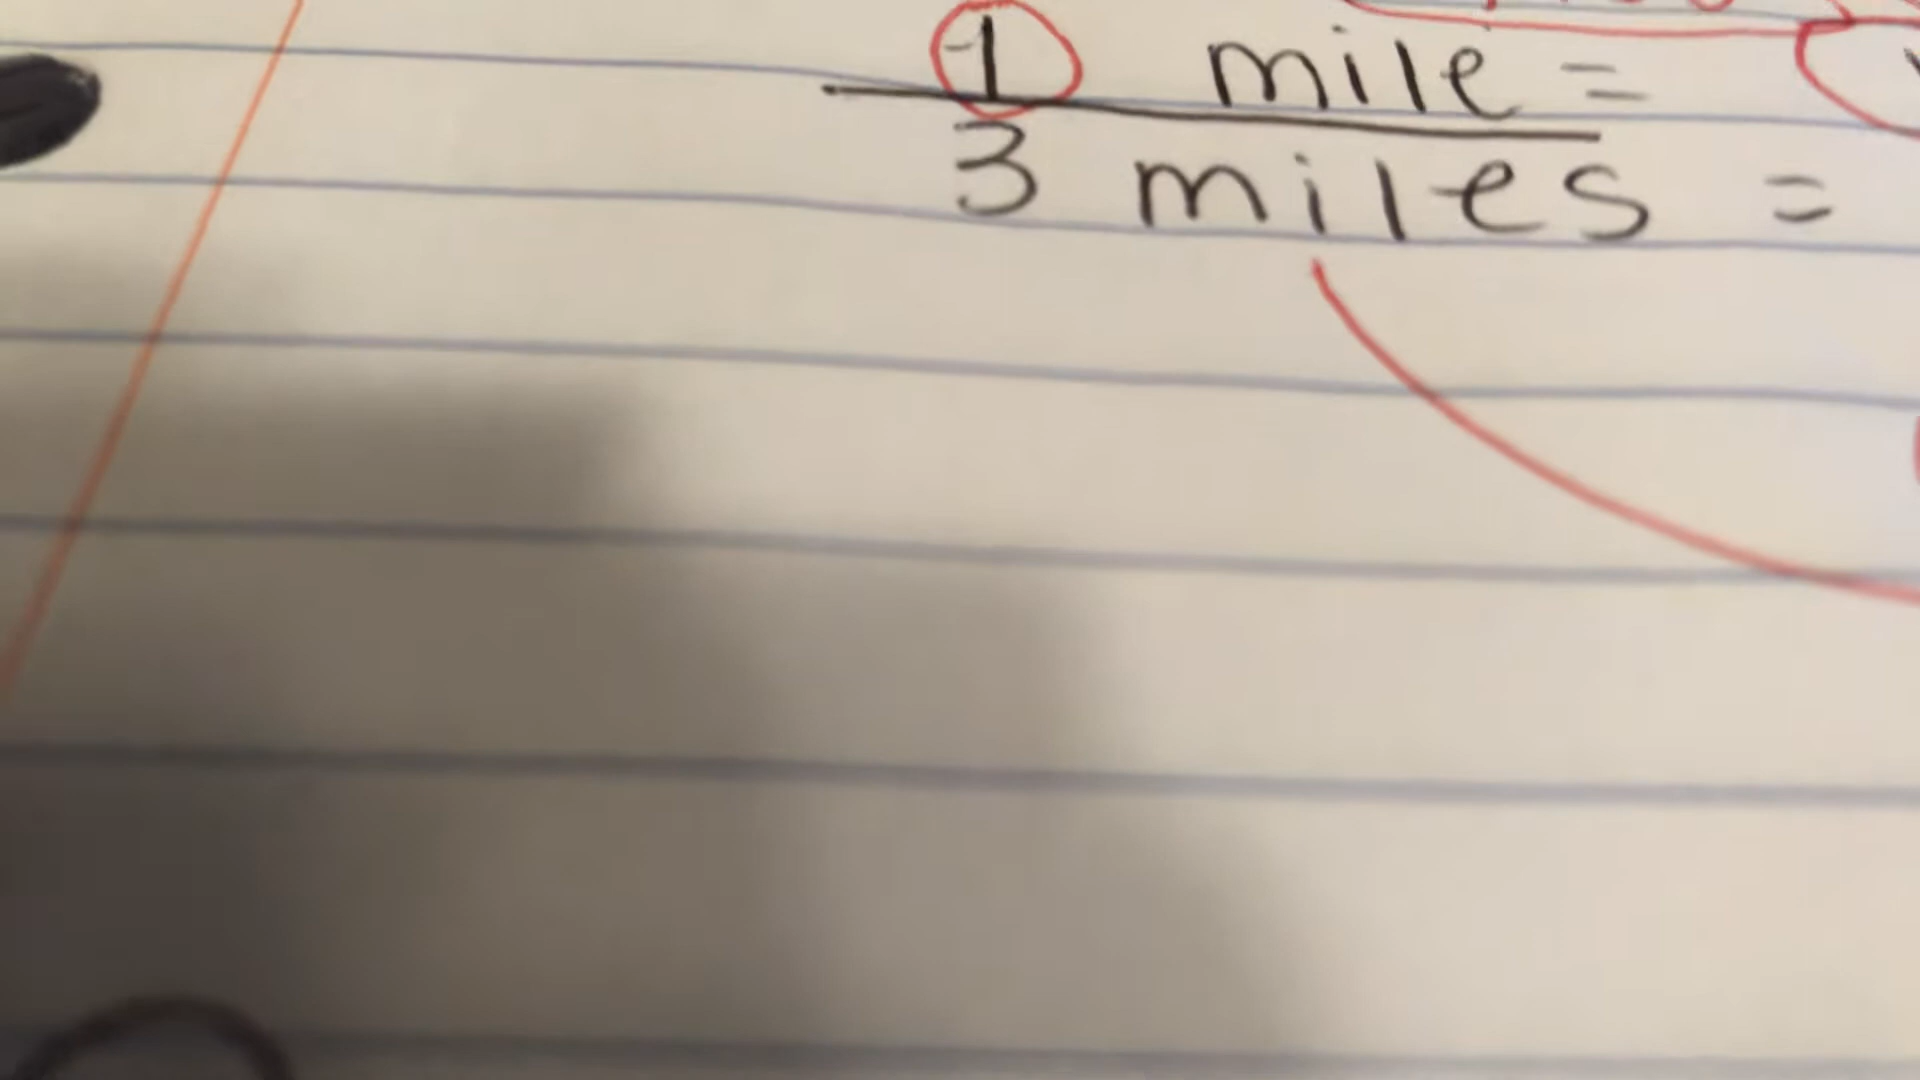 1 mile =
3 miles =